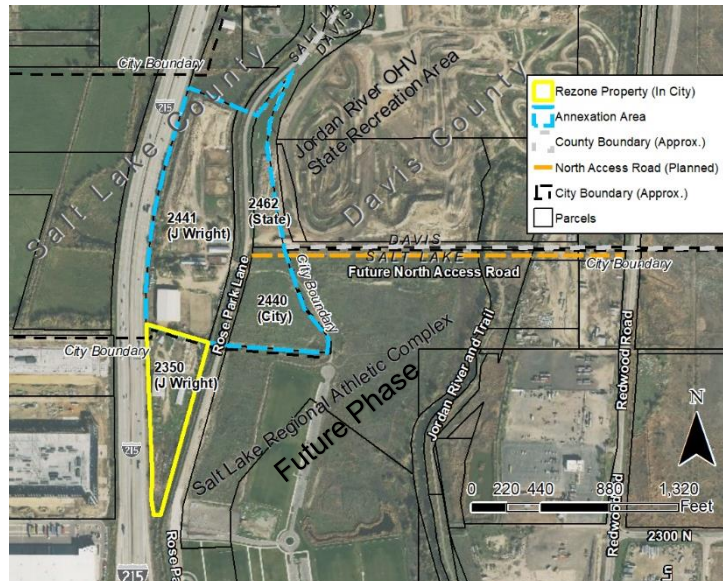 City Boundary
SALT LAKE
DAVIS
215
Salt Lake County
Jordan River OHV
State Recreation Area
Davis County
Rezone Property (In City)
Annexation Area
County Boundary (Approx.)
North Access Road (Planned)
City Boundary (Approx.)
Parcels
2441
(J Wright)
2462
(State)
DAVIS
SALT LAKE
Future North Access Road
City Boundary
Rose Park Lane
2440
(City)
City Boundary
City Boundary
2350
(J Wright)
Salt Lake Regional Athletic Complex
Future Phase
Jordan River and Trail
Redwood Road
N
215
0 220 440 880 1,320
Feet
2300 N
215